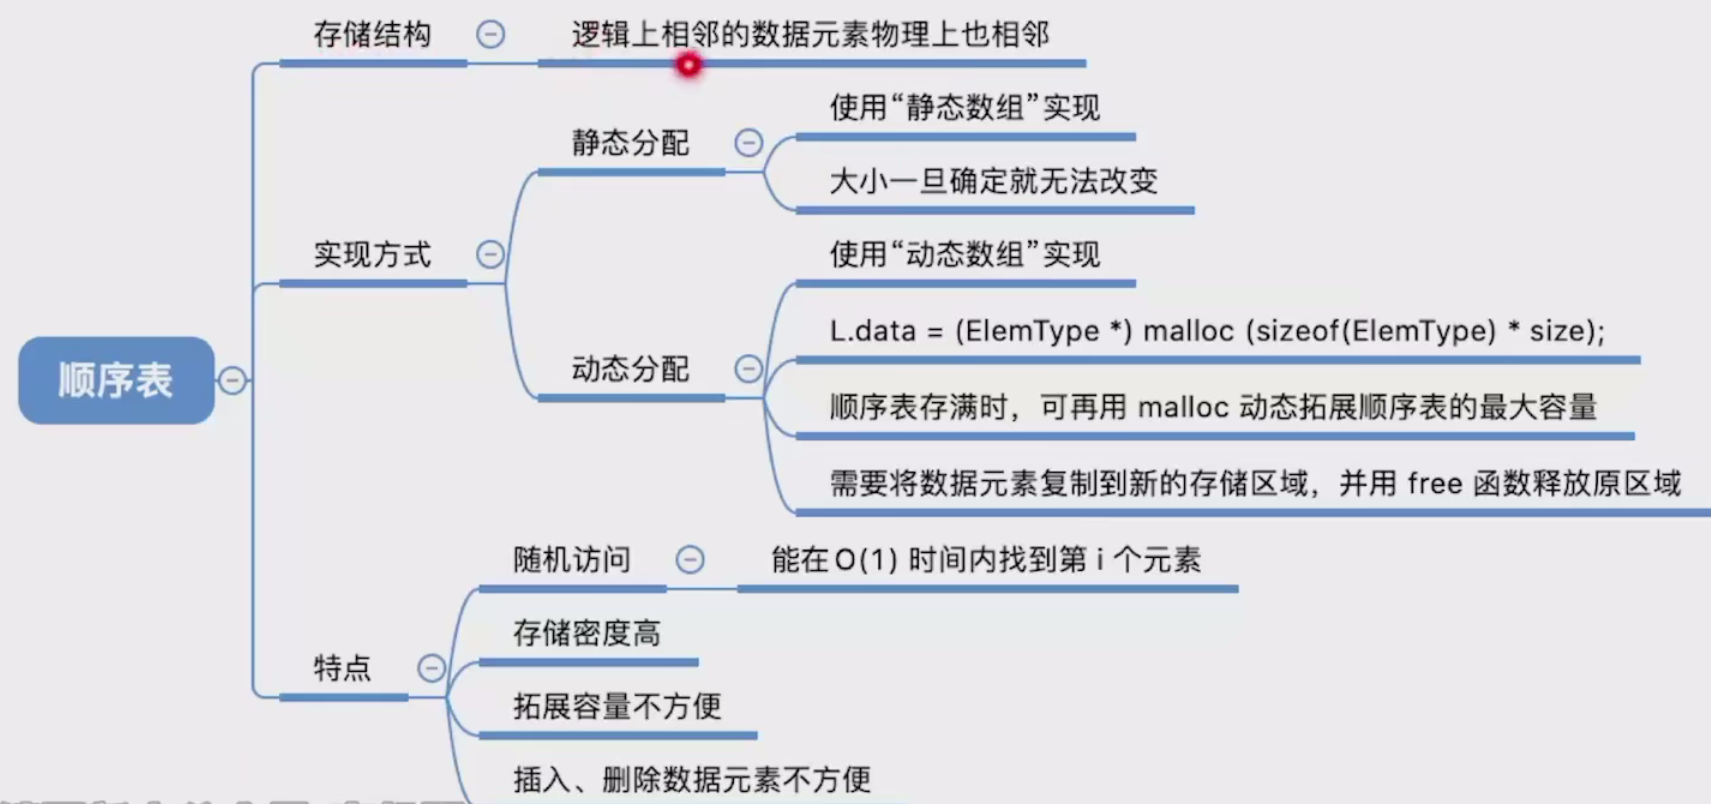 存储结构
逻辑上相邻的数据元素物理上也相邻
使用“静态数组”实现
静态分配
大小一旦确定就无法改变
实现方式
使用“动态数组”实现
L.data = (ElemType *) malloc (sizeof(ElemType) * size);
动态分配
顺序表
顺序表存满时，可再用 malloc 动态拓展顺序表的最大容量
需要将数据元素复制到新的存储区域，并用 free 函数释放原区域
随机访问
能在O(1) 时间内找到第 i 个元素
存储密度高
特点
拓展容量不方便
插入、删除数据元素不方便